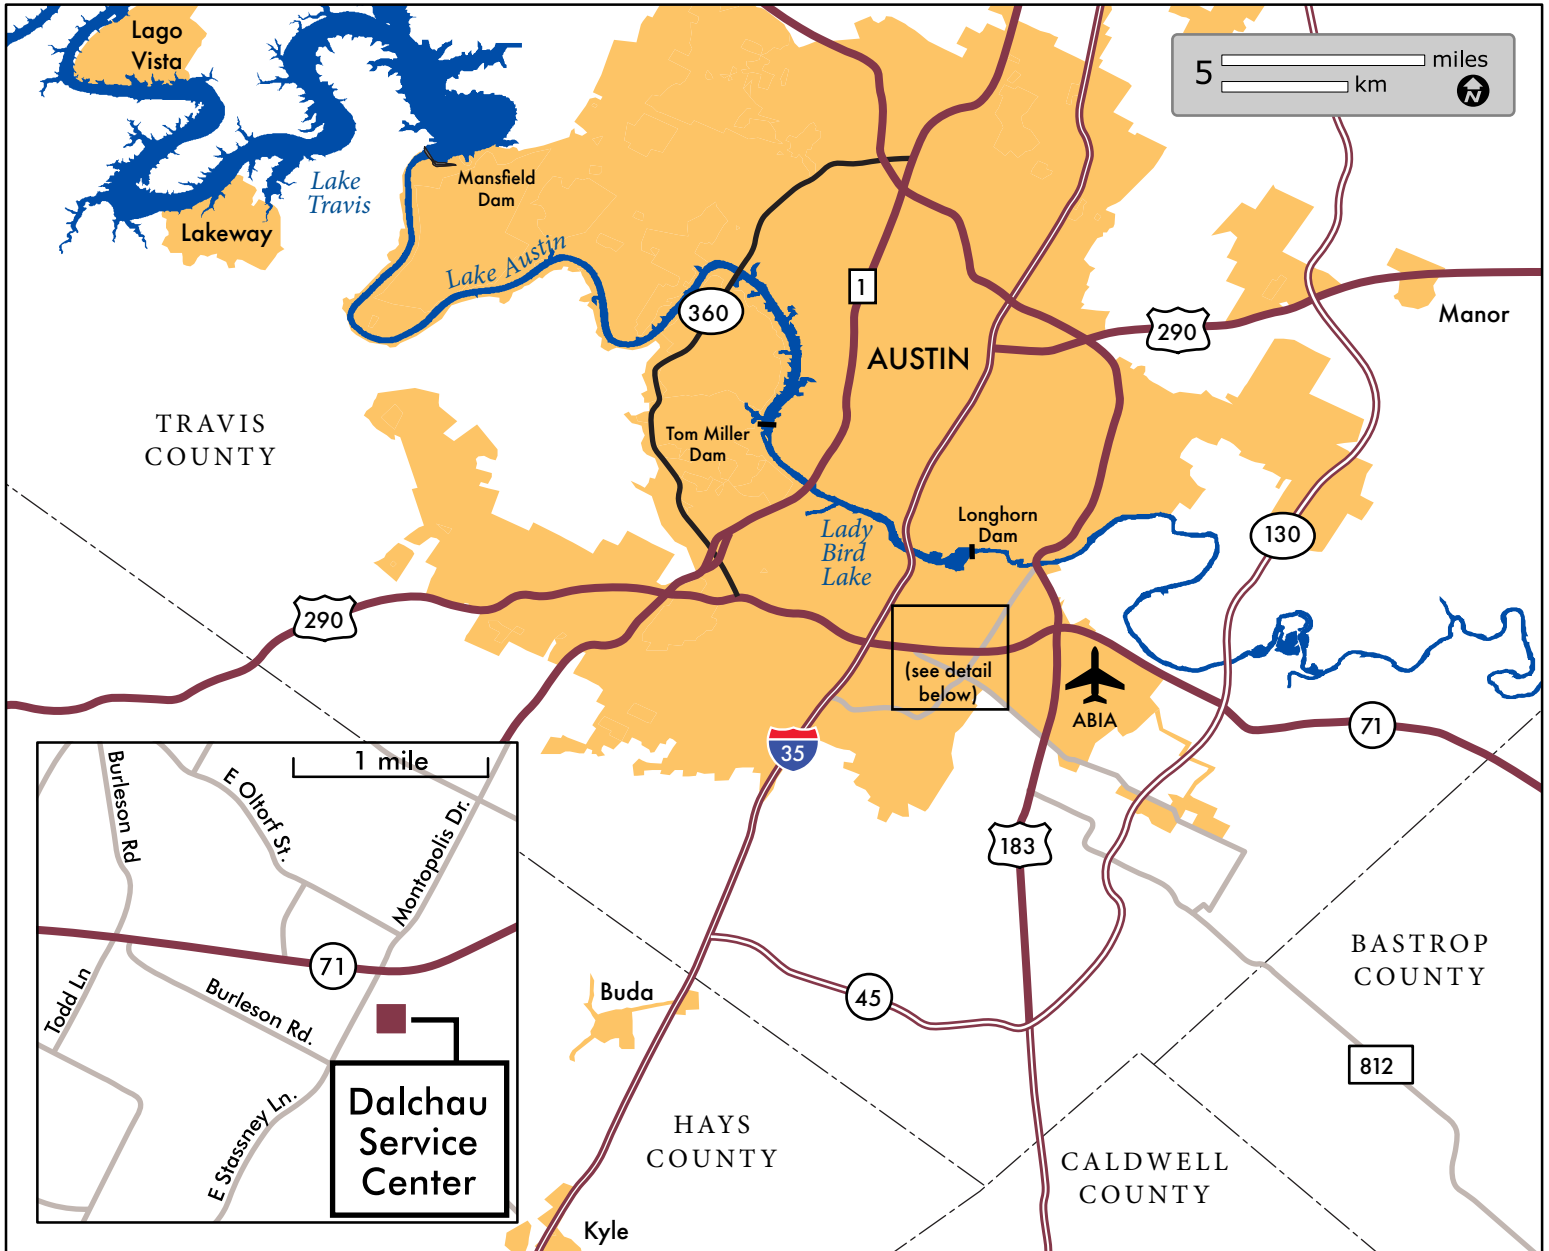 Lago
Vista
5
miles
km
N
Lake
Travis
Mansfield
Dam
Lakeway
Lake Austin
360
1
290
Manor
AUSTIN
TRAVIS
COUNTY
Tom Miller
Dam
Lady
Bird
Lake
Longhorn
Dam
130
290
(see detail
below)
ABIA
71
35
183
1 mile
Burleson Rd
E Oltorf St.
Montopolis Dr.
71
Todd Ln
Burleson Rd.
E Stassney Ln.
Dalchau
Service
Center
Buda
45
BASTROP
COUNTY
812
HAYS
COUNTY
CALDWELL
COUNTY
Kyle